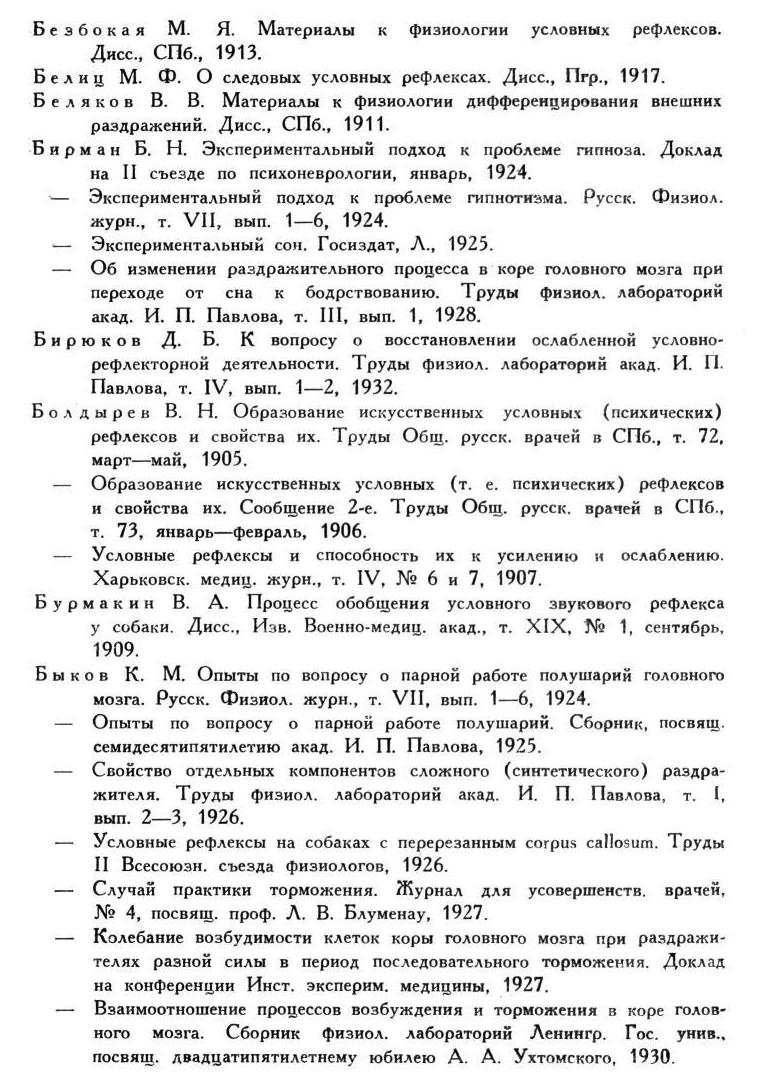 Безбокая М. Я. Материалы к физиологии условных рефлексов.
Дисс., СПб., 1913.
Белиц М. Ф. О следовых условных рефлексах. Дисс., Пгр., 1917.
Беляков В. В. Материалы к физиологии дифференцирования внешних
раздражений. Дисс., СПб., 1911.
Бирман Б. Н. Экспериментальный подход к проблеме гипноза. Доклад
на II съезде по психоневрологии, январь, 1924.
— Экспериментальный подход к проблеме гипнотизма. Русск. Физиол.
журн., т. VII, вып. 1—6, 1924.
— Экспериментальный сон. Госиздат, Л., 1925.
— Об изменении раздражительного процесса в коре головного мозга при
переходе от сна к бодрствованию. Труды физиол. лабораторий
акад. И. П. Павлова, т. III, вып. 1, 1928.
Бирюков Д. Б. К вопросу о восстановлении ослабленной условно-
рефлекторной деятельности. Труды физиол. лабораторий акад. И. П.
Павлова, т. IV, вып. 1—2, 1932.
Болдырев В. Н. Образование искусственных условных (психических)
рефлексов и свойства их. Труды Общ. русск. врачей в СПб., т. 72,
март—май, 1905.
— Образование искусственных условных (т. е. психических) рефлексов
и свойства их. Сообщение 2-е. Труды Общ. русск. врачей в СПб.,
т. 73, январь—февраль, 1906.
— Условные рефлексы и способность их к усилению и ослаблению.
Харьковск. медиц. журн., т. IV, № 6 и 7, 1907.
Бурмакин В. А. Процесс обобщения условного звукового рефлекса
у собаки. Дисс., Изв. Военно-медиц. акад., т. XIX, № 1, сентябрь,
1909.
Быков К. М. Опыты по вопросу о парной работе полушарий головного
мозга. Русск. Физиол. журн., т. VII, вып. 1—6, 1924.
— Опыты по вопросу о парной работе полушарий. Сборник, посвящ.
семидесятипятилетию акад. И. П. Павлова, 1925.
— Свойство отдельных компонентов сложного (синтетического) раздра-
жителя. Труды физиол. лабораторий акад. И. П. Павлова, т. I,
вып. 2—3, 1926.
— Условные рефлексы на собаках с перерезанным corpus callosum. Труды
II Всесоюзн. съезда физиологов, 1926.
— Случай практики торможения. Журнал для усовершенств. врачей,
№ 4, посвящ. проф. Л. В. Блуменау, 1927.
— Колебание возбудимости клеток коры головного мозга при раздражи-
телях разной силы в период последовательного торможения. Доклад
на конференции Инст. эксперим. медицины, 1927.
— Взаимоотношение процессов возбуждения и торможения в коре голов-
ного мозга. Сборник физиол. лабораторий Ленингр. Гос. унив.,
посвящ. двадцатипятилетнему юбилею А. А. Ухтомского, 1930.